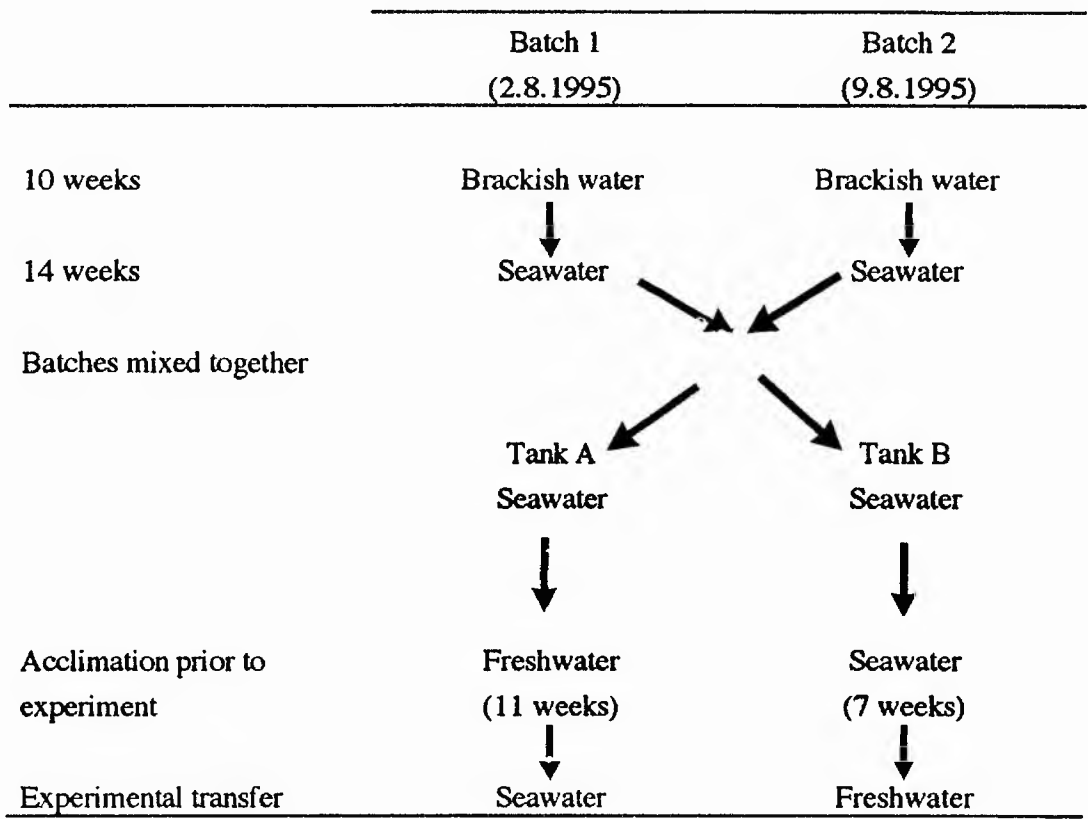 Batch 1 Batch 2
(2.8.1995) (9.8.1995)
10 weeks Brackish water Brackish water
14 weeks Seawater Seawater
Batches mixed together
Tank A Tank B
Seawater Seawater
Acclimation prior to Freshwater Seawater
experiment (11 weeks) (7 weeks)
Experimental transfer Seawater Freshwater